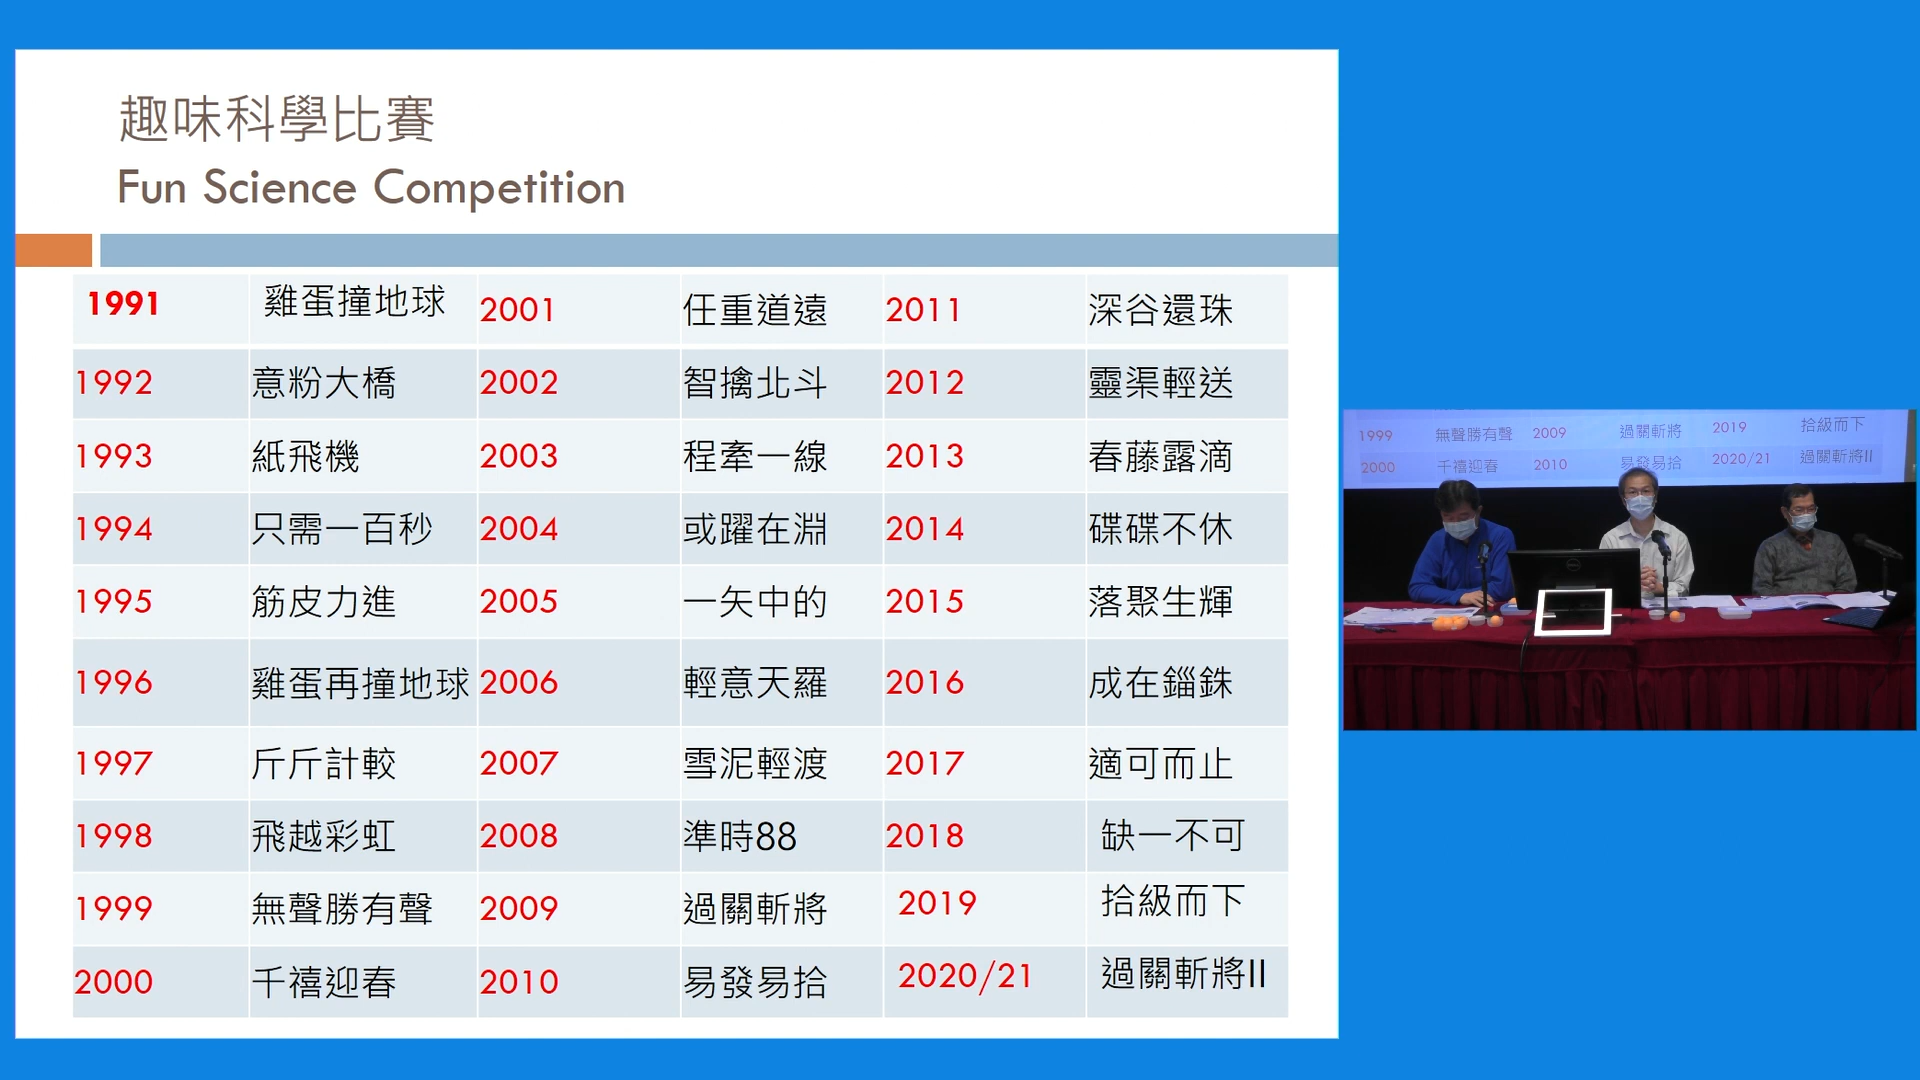 趣味科學比賽
Fun Science Competition
1991 雞蛋撞地球 2001 任重道遠 2011 深谷還珠
1992 意粉大橋 2002 智擒北斗 2012 靈渠輕送
1993 紙飛機 2003 程牽一線 2013 春藤露滴
1994 只需一百秒 2004 或躍在淵 2014 碟碟不休
1995 筋皮力進 2005 一矢中的 2015 落聚生輝
1996 雞蛋再撞地球 2006 輕意天羅 2016 成在錙銖
1997 斤斤計較 2007 雪泥輕渡 2017 適可而止
1998 飛越彩虹 2008 準時88 2018 缺一不可
1999 無聲勝有聲 2009 過關斬將 2019 拾級而下
2000 千禧迎春 2010 易發易拾 2020/21 過關斬將II
1999 無聲勝有聲 2009 過關斬將 2019 拾級而下
2000 千禧迎春 2010 易發易拾 2020/21 過關斬將II